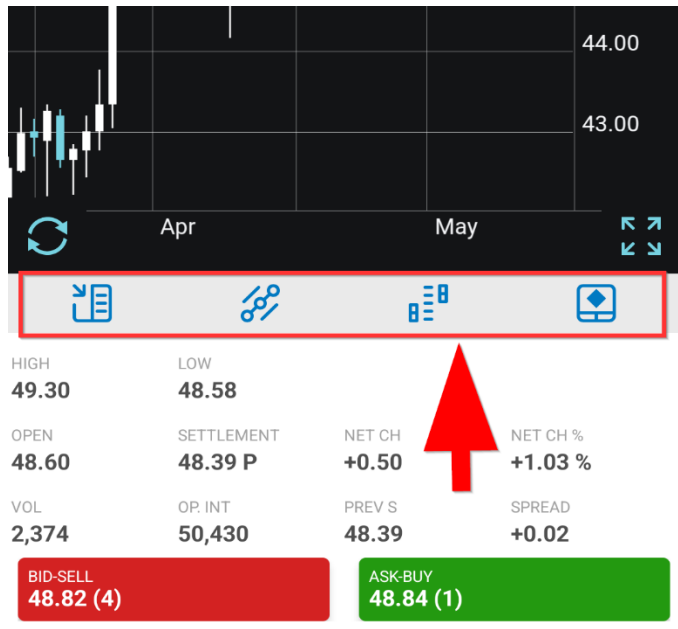 44.00
43.00
Apr May
HIGH LOW
49.30 48.58
OPEN SETTLEMENT NET CH NET CH %
48.60 48.39 P +0.50 +1.03 %
VOL OP. INT PREV S SPREAD
2,374 50,430 48.39 +0.02
BID-SELL ASK-BUY
48.82 (4) 48.84 (1)